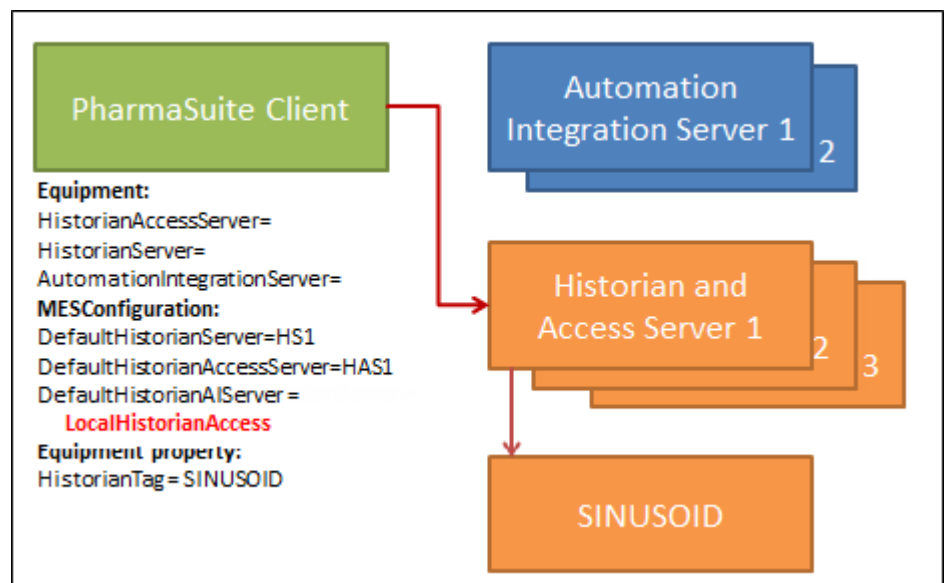 PharmaSuite Client
Equipment:
HistorianAccessServer=
HistorianServer=
AutomationIntegrationServer=
MESConfiguration:
DefaultHistorianServer=HS1
DefaultHistorianAccessServer=HAS1
DefaultHistorianAIServer=
LocalHistorianAccess
Equipment property:
HistorianTag=SINUSOID
Automation
Integration Server 1
2
Historian and
Access Server 1
2
3
SINUSOID